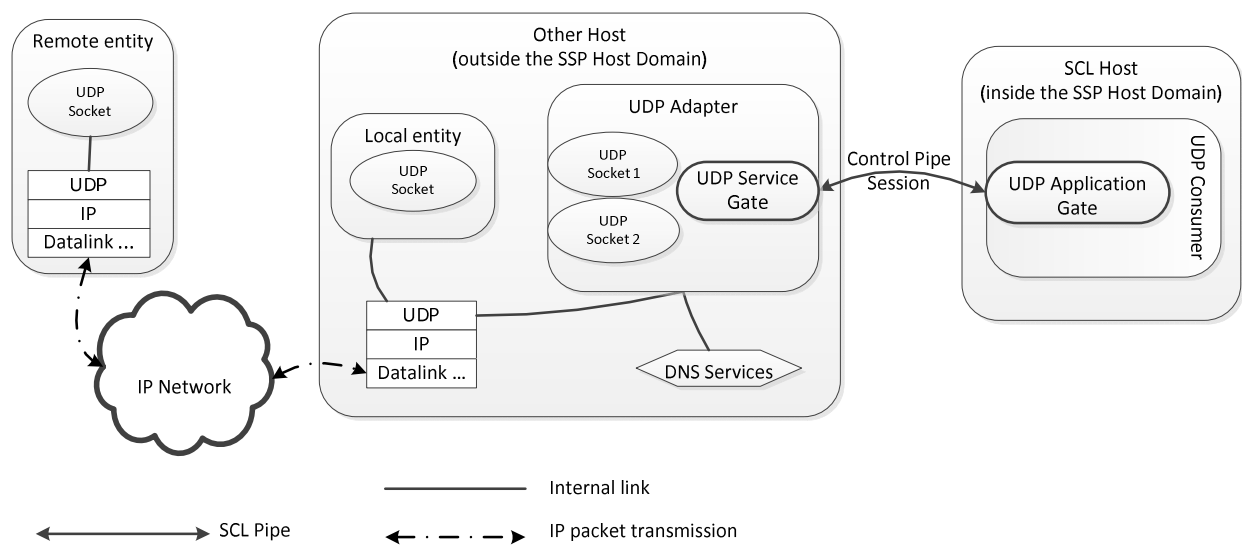 Remote entity
UDP
Socket
UDP
IP
Datalink ...
IP Network
Other Host
(outside the SSP Host Domain)
Local entity
UDP
Socket
UDP
IP
Datalink ...
UDP Adapter
UDP
Socket 1
UDP
Socket 2
UDP Service
Gate
DNS Services
Control Pipe
Session
SCL Host
(inside the SSP Host Domain)
UDP Application
Gate
UDP Consumer
Internal link
SCL Pipe
IP packet transmission